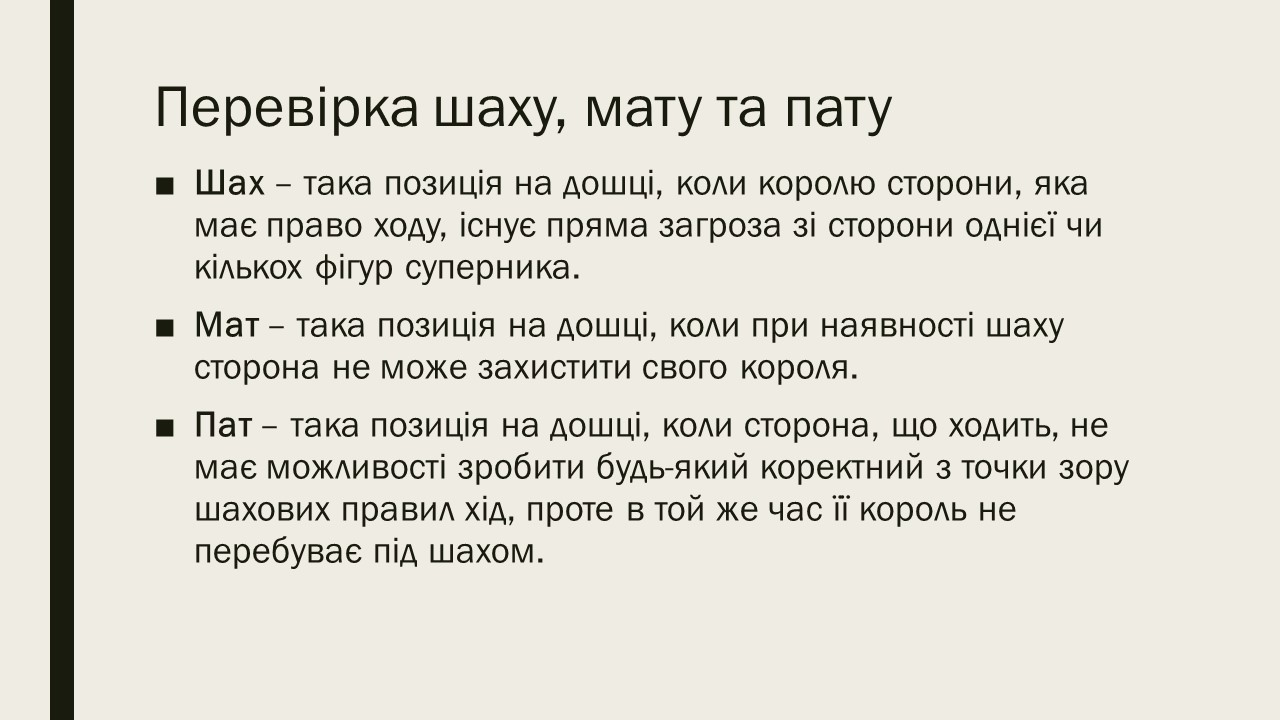 Перевірка шаху, мату та пату
■ Шах – така позиція на дошці, коли королю сторони, яка
має право ходу, існує пряма загроза зі сторони однієї чи
кількох фігур суперника.
■ Мат – така позиція на дошці, коли при наявності шаху
сторона не може захистити свого короля.
■ Пат – така позиція на дошці, коли сторона, що ходить, не
має можливості зробити будь-який коректний з точки зору
шахових правил хід, проте в той же час її король не
перебуває під шахом.